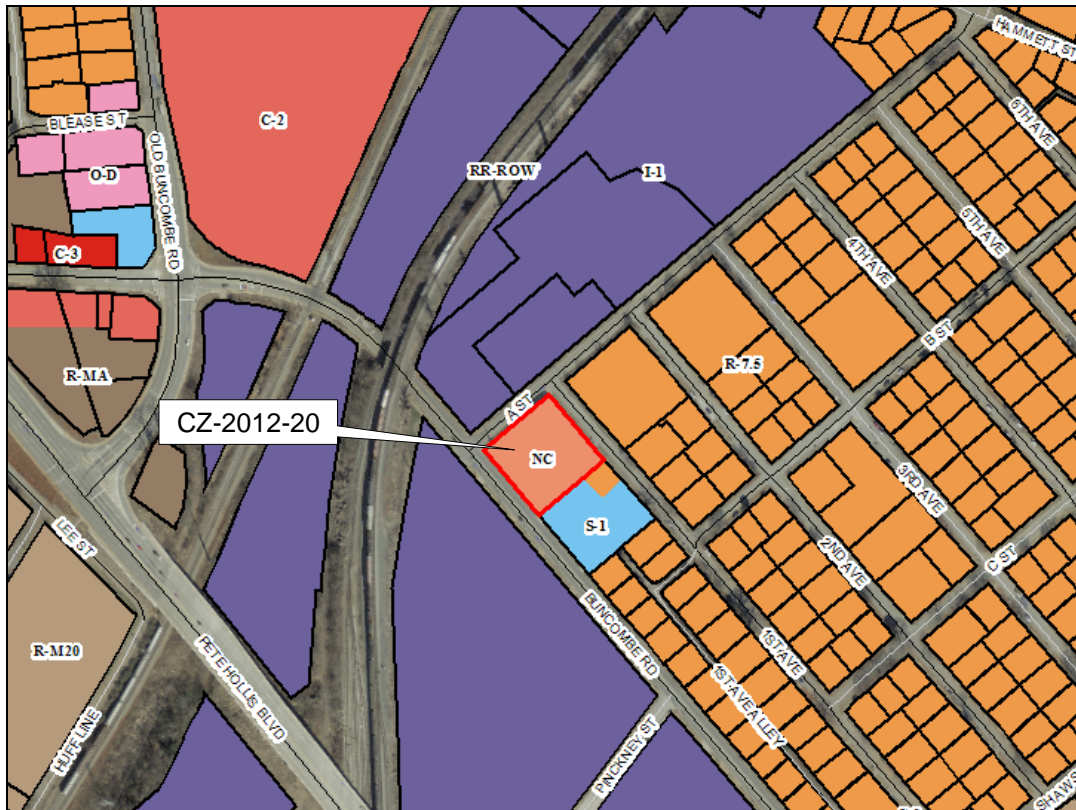 HAMMETT ST
6TH AVE
C-2
BLEASE ST
OLD BUNCOMBE RD
O-D
RR-ROW
I-1
5TH AVE
4TH AVE
C-3
B ST
R-7.5
R-MA
A ST
CZ-2012-20
NC
3RD AVE
S-1
LEE ST
2ND AVE
C ST
BUNCOMBE RD
1ST AVE
R-M20
PETE HOLLIS BLVD
1ST AVE ALLEY
HUFF LINE
PINCKNEY ST
SHAWS